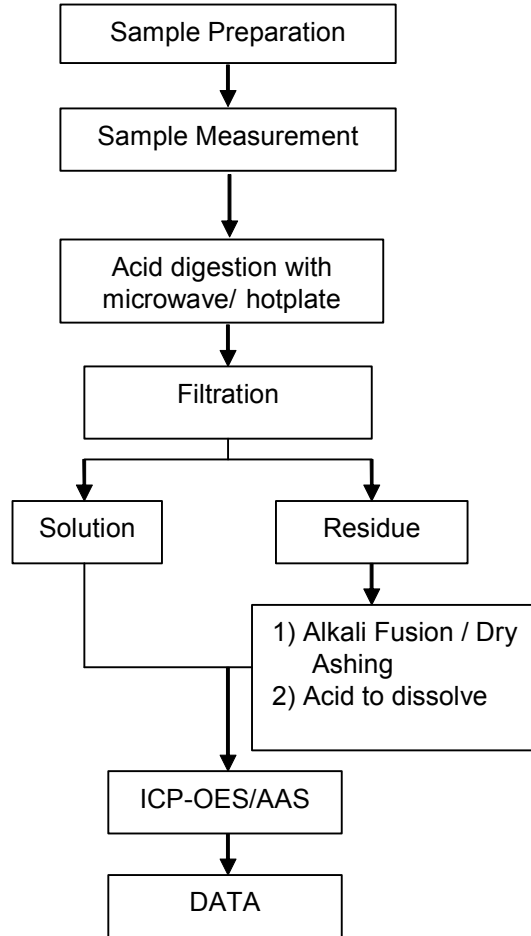 Sample Preparation
Sample Measurement
Acid digestion with
microwave/ hotplate
Filtration
Solution
Residue
1) Alkali Fusion / Dry
Ashing
2) Acid to dissolve
ICP-OES/AAS
DATA